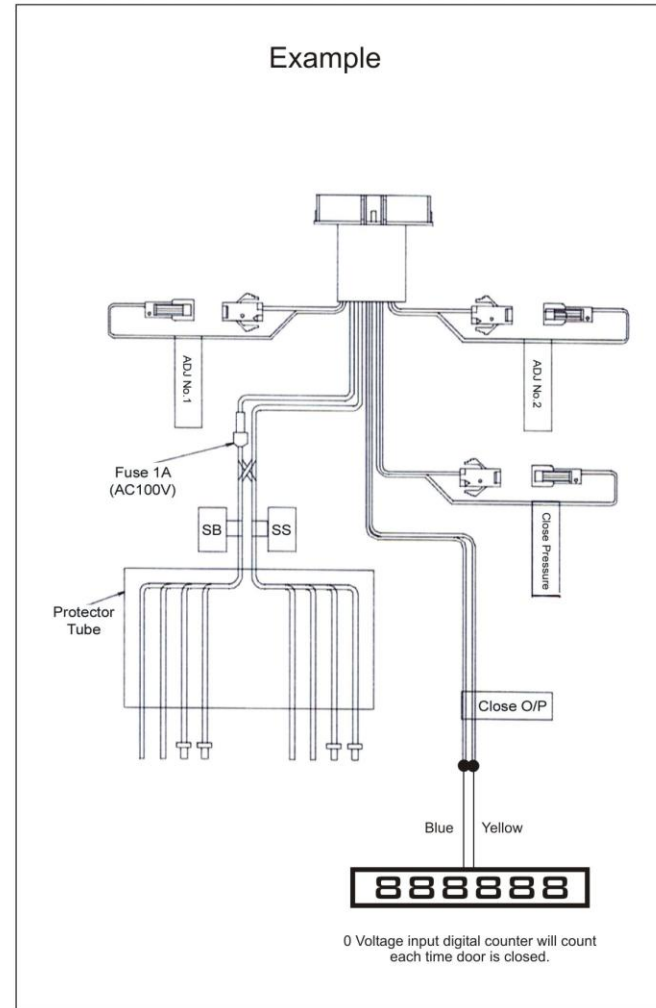 Example
ADJ No.1
ADJ No.2
Fuse 1A
(AC100V)
Close Pressure
SB
SS
Protector
Tube
Close O/P
Blue
Yellow
888888
0 Voltage input digital counter will count
each time door is closed.